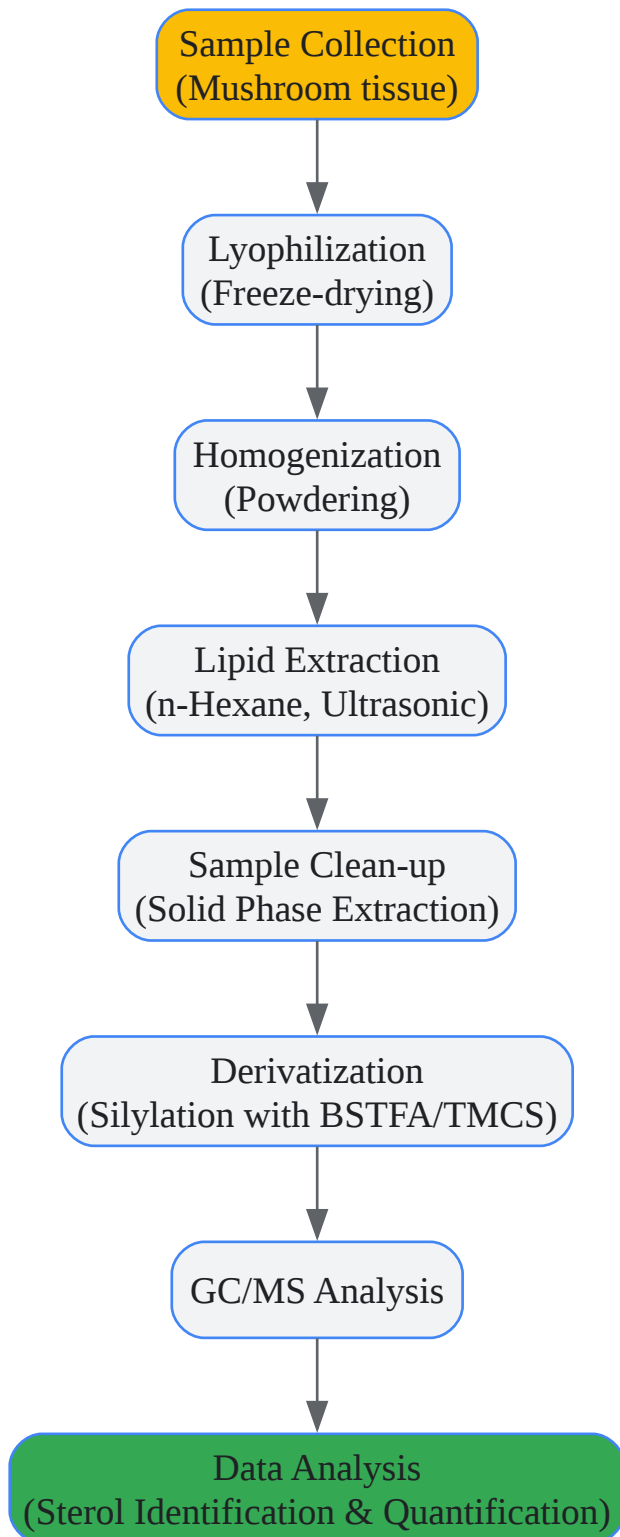 Sample Collection
(Mushroom tissue)
Lyophilization
(Freeze-drying)
Homogenization
(Powdering)
Lipid Extraction
(n-Hexane, Ultrasonic)
Sample Clean-up
(Solid Phase Extraction)
Derivatization
(Silylation with BSTFA/TMCS)
GC/MS Analysis
Data Analysis
(Sterol Identification & Quantification)